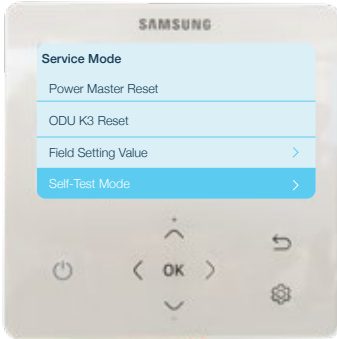 SAMSUNG
Service Mode
Power Master Reset
ODU K3 Reset
Field Setting Value
Self-Test Mode
OK